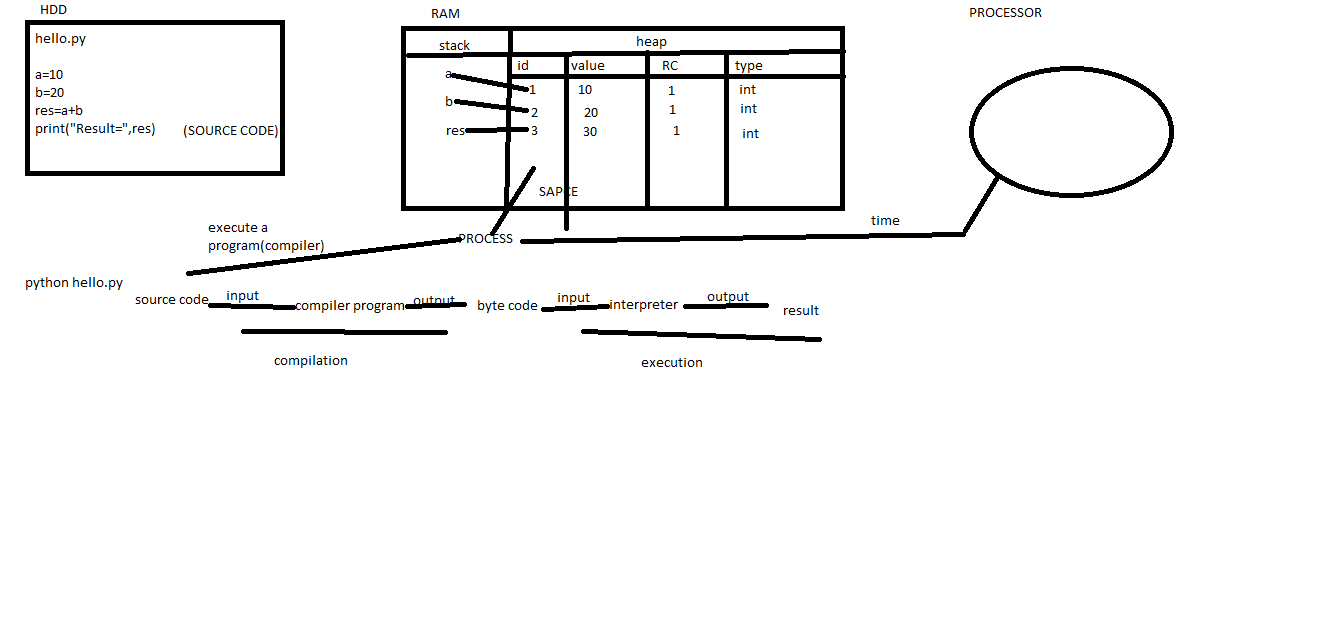 HDD
hello.py
a=10
b=20
res=a+b
print("Result=",res)
(SOURCE CODE)
RAM
stack
heap
id
value
RC
type
a
1
10
1
int
b
2
20
1
int
res
3
30
1
int
SAPCE
PROCESSOR
execute a
program(compiler)
PROCESS
time
python hello.py
source code
input
compiler program
output
byte code
input
interpreter
output
result
compilation
execution